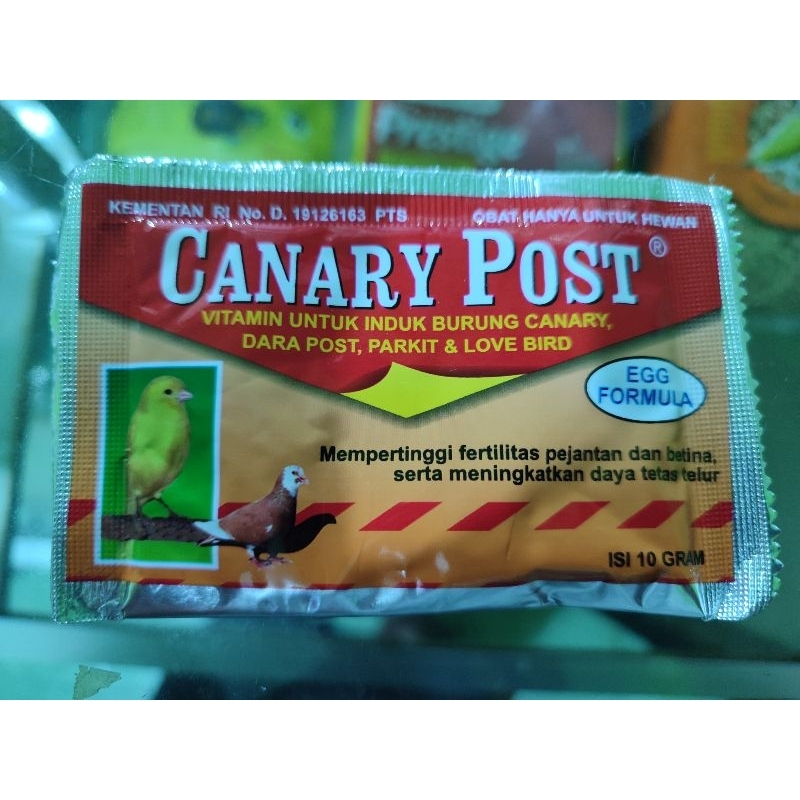 Prestige
KEMENTAN RI No. D. 19126163 PTS
OBAT HANYA UNTUK HEWAN
CANARY POST ®
VITAMIN UNTUK INDUK BURUNG CANARY,
DARA POST, PARKIT & LOVE BIRD
EGG
FORMULA
Mempertinggi fertilitas pejantan dan betina,
serta meningkatkan daya tetas telur
ISI 10 GRAM